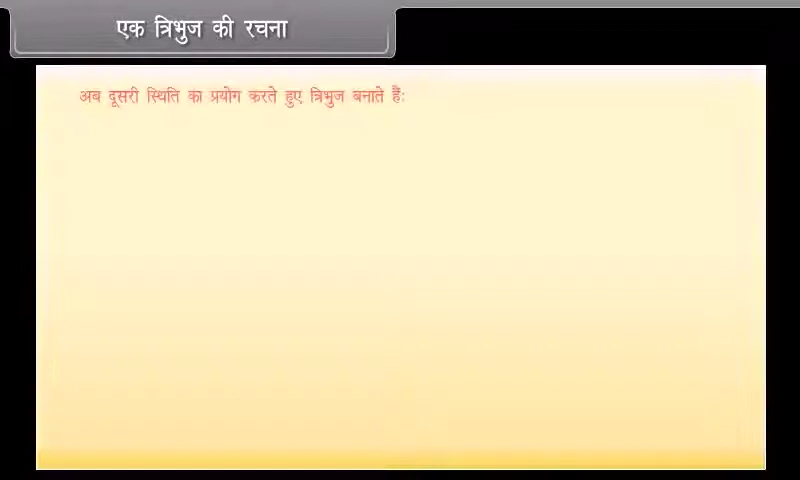 एक त्रिभुज की रचना
अब दूसरी स्थिति का प्रयोग करते हुए त्रिभुज बनाते हैं: